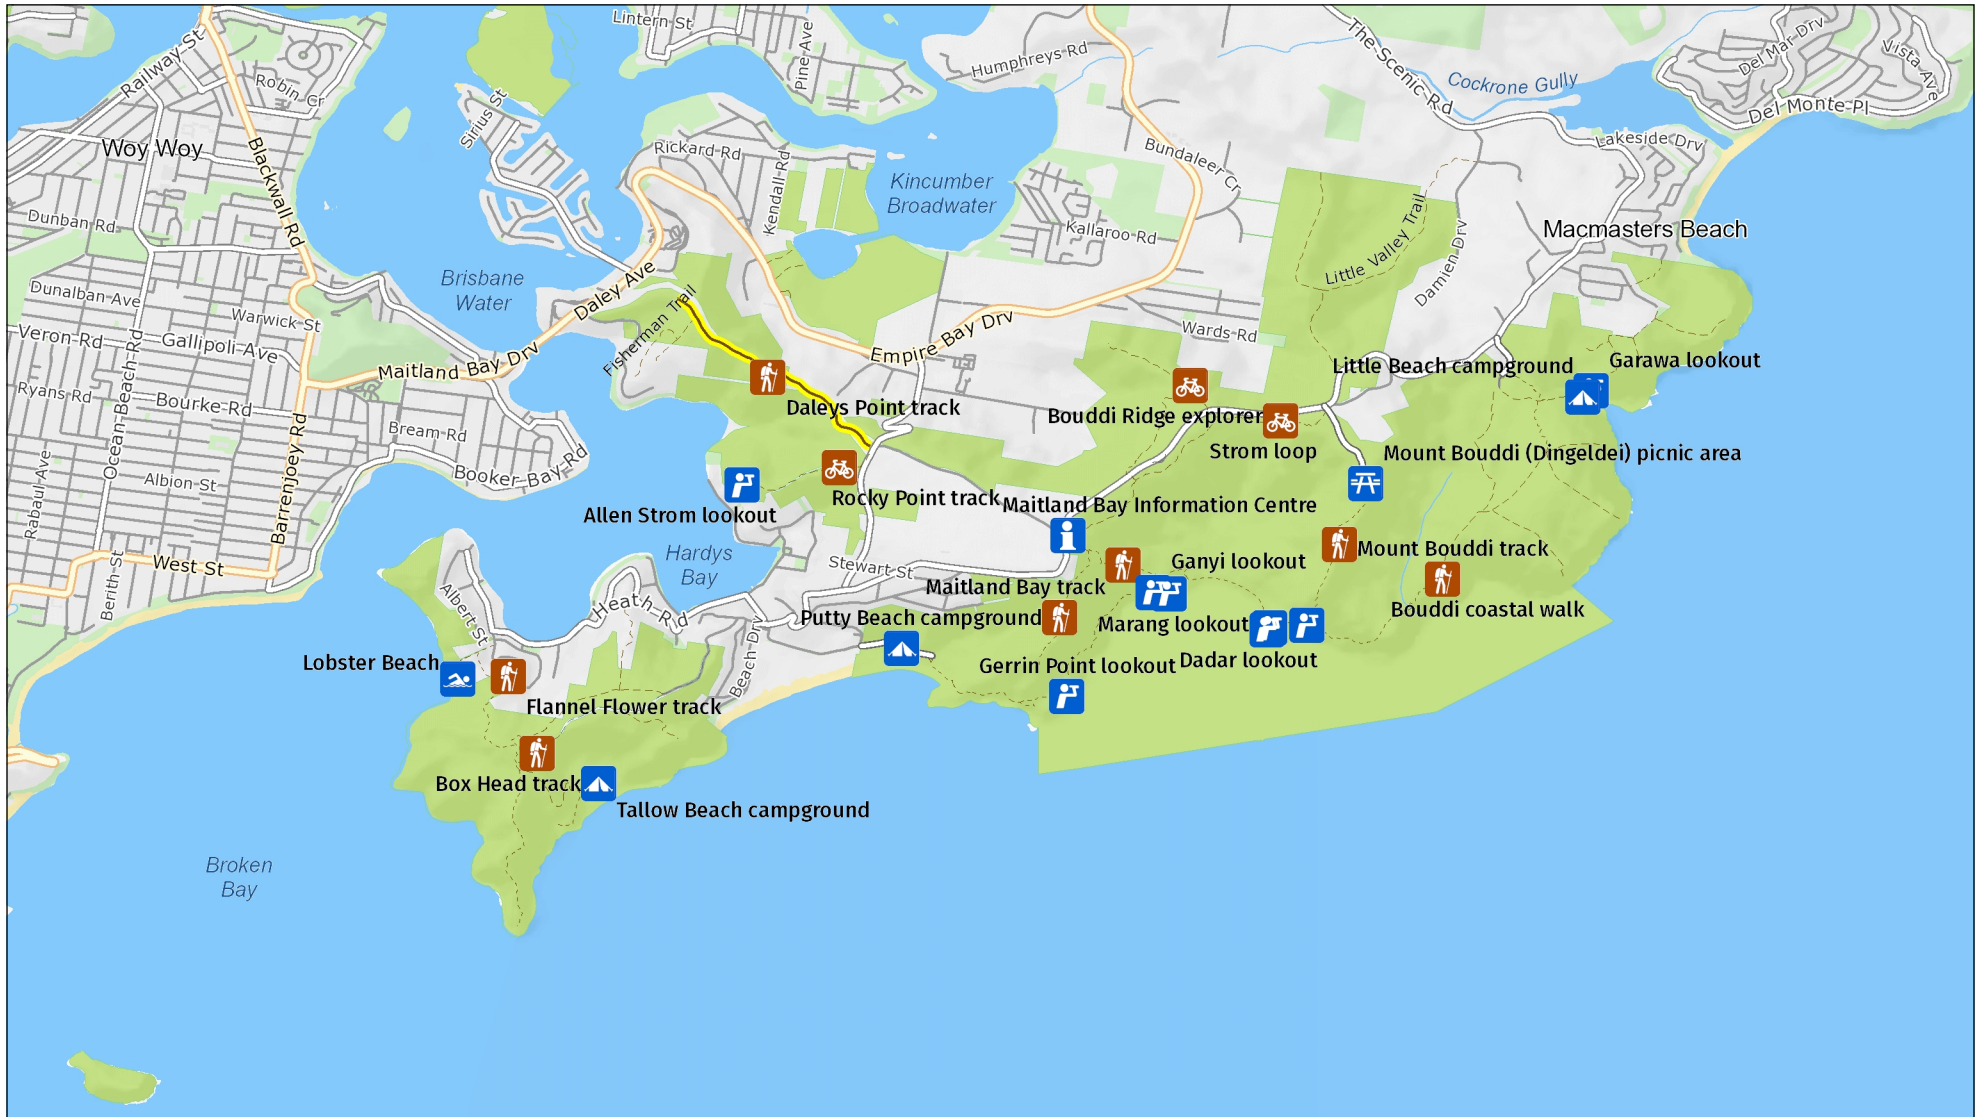 Lintern St
Pine Ave
Humphreys Rd
The Scenic Rd
Del Mar Drv
Vista Ave
Railway St
Robin Cr
Cockrone Gully
Del Monte Pl
Sirius St
Woy Woy
Blackwall Rd
Rickard Rd
Bundaleer Cr
Lakeside Drv
Kendall Rd
Kincumber
Broadwater
Dunban Rd
Kallaroo Rd
Little Valley Trail
Damien Drv
Macmasters Beach
Brisbane
Water
Daley Ave
Dunalban Ave
Warwick St
Fisherman Trail
Veron Rd
Gallipoli Ave
Ocean Beach Rd
Maitland Bay Drv
Empire Bay Drv
Wards Rd
Little Beach campground
Garawa lookout
Ryans Rd
Bourke Rd
Daleys Point track
Bouddi Ridge explorer
Strom loop
Bream Rd
Barrenjoey Rd
Booker Bay Rd
Mount Bouddi (Dingeldei) picnic area
Rabaul Ave
Albion St
Allen Strom lookout
Rocky Point track
Maitland Bay Information Centre
Hardys
Bay
Stewart St
Ganyi lookout
Mount Bouddi track
West St
Berith St
Albert St
Heath Rd
Maitland Bay track
Putty Beach campground
Marang lookout
Bouddi coastal walk
Beach Drv
Lobster Beach
Gerrin Point lookout
Dadar lookout
Flannel Flower track
Box Head track
Tallow Beach campground
Broken
Bay